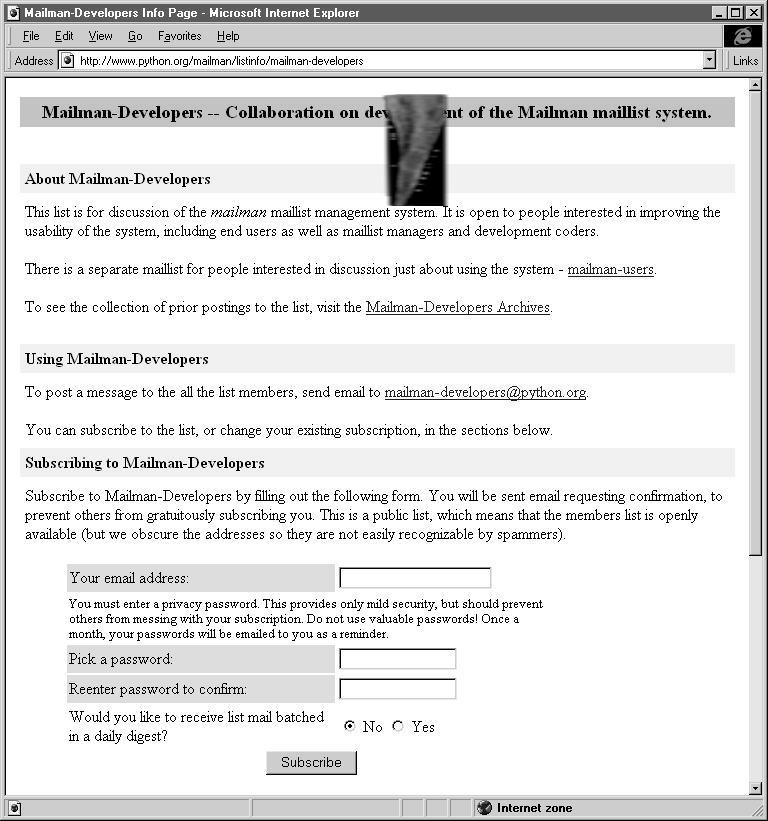 Mailman-Developers Info Page - Microsoft Internet Explorer
File Edit View Go Favorites Help
Address http://www.python.org/mailman/listinfo/mailman-developers Links
Mailman-Developers -- Collaboration on of the Mailman maillist system.
About Mailman-Developers
This list is for discussion of the mailman maillist management system. It is open to people interested in improving the
usability of the system, including end users as well as maillist managers and development coders.
There is a separate maillist for people interested in discussion just about using the system - mailman-users.
To see the collection of prior postings to the list, visit the Mailman-Developers Archives.
Using Mailman-Developers
To post a message to the all the list members, send email to mailman-developers@python.org.
You can subscribe to the list, or change your existing subscription, in the sections below.
Subscribing to Mailman-Developers
Subscribe to Mailman-Developers by filling out the following form. You will be sent email requesting confirmation, to
prevent others from gratuitously subscribing you. This is a public list, which means that the members list is openly
available (but we obscure the addresses so they are not easily recognizable by spammers).
Your email address:
You must enter a privacy password. This provides only mild security, but should prevent
others from messing with your subscription. Do not use valuable passwords! Once a
month, your passwords will be emailed to you as a reminder.
Pick a password:
Reenter password to confirm:
Would you like to receive list mail batched
in a daily digest? No Yes
Subscribe
Internet zone